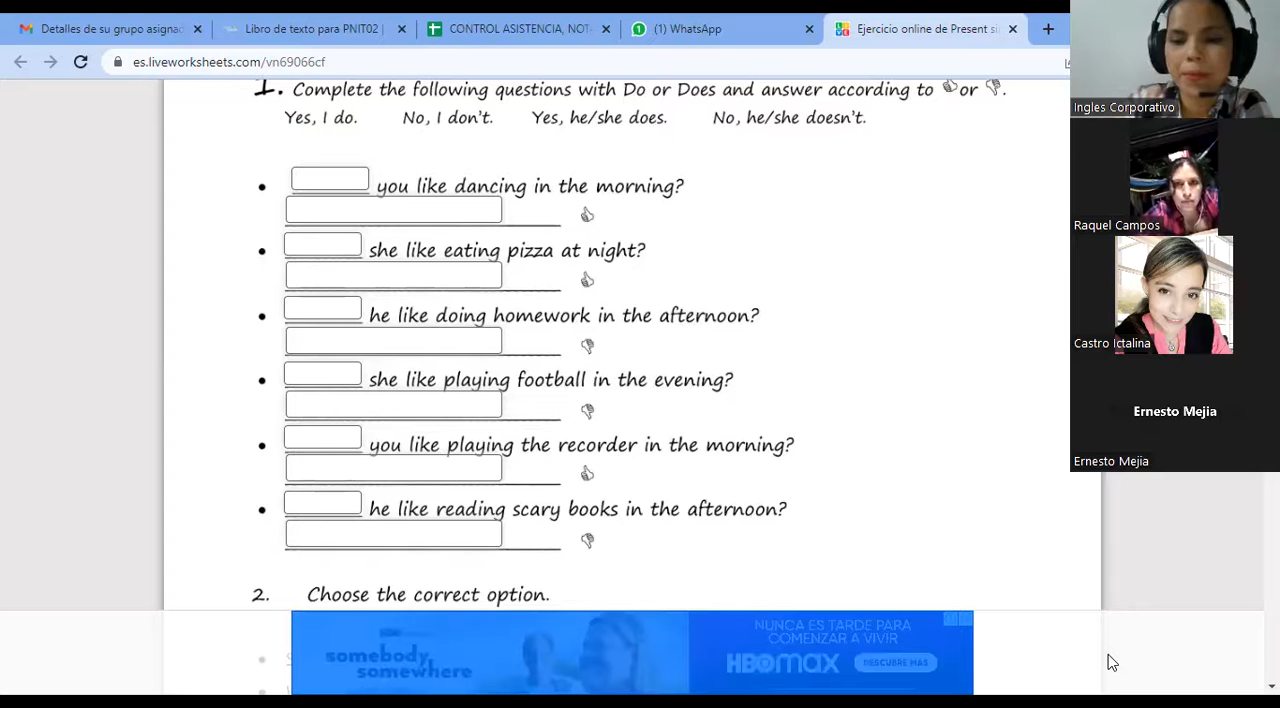 Detalles de su grupo asignad
Libro de texto para PNIT02 |
CONTROL ASISTENCIA, NOT
(1) WhatsApp
Ejercicio online de Present si
es.liveworksheets.com/vn69066cf
1. Complete the following questions with Do or Does and answer according to or .
Yes, I do. No, I don't. Yes, he/she does. No, he/she doesn't.
you like dancing in the morning?
she like eating pizza at night?
he like doing homework in the afternoon?
she like playing football in the evening?
you like playing the recorder in the morning?
he like reading scary books in the afternoon?
2. Choose the correct option.
somebody
somewhere
NUNCA ES TARDE PARA
COMENZAR A VIVIR
HBOMAX
DESCUBRE MÁS
Ingles Corporativo
Raquel Campos
Castro Ictalina
Ernesto Mejia
Ernesto Mejia